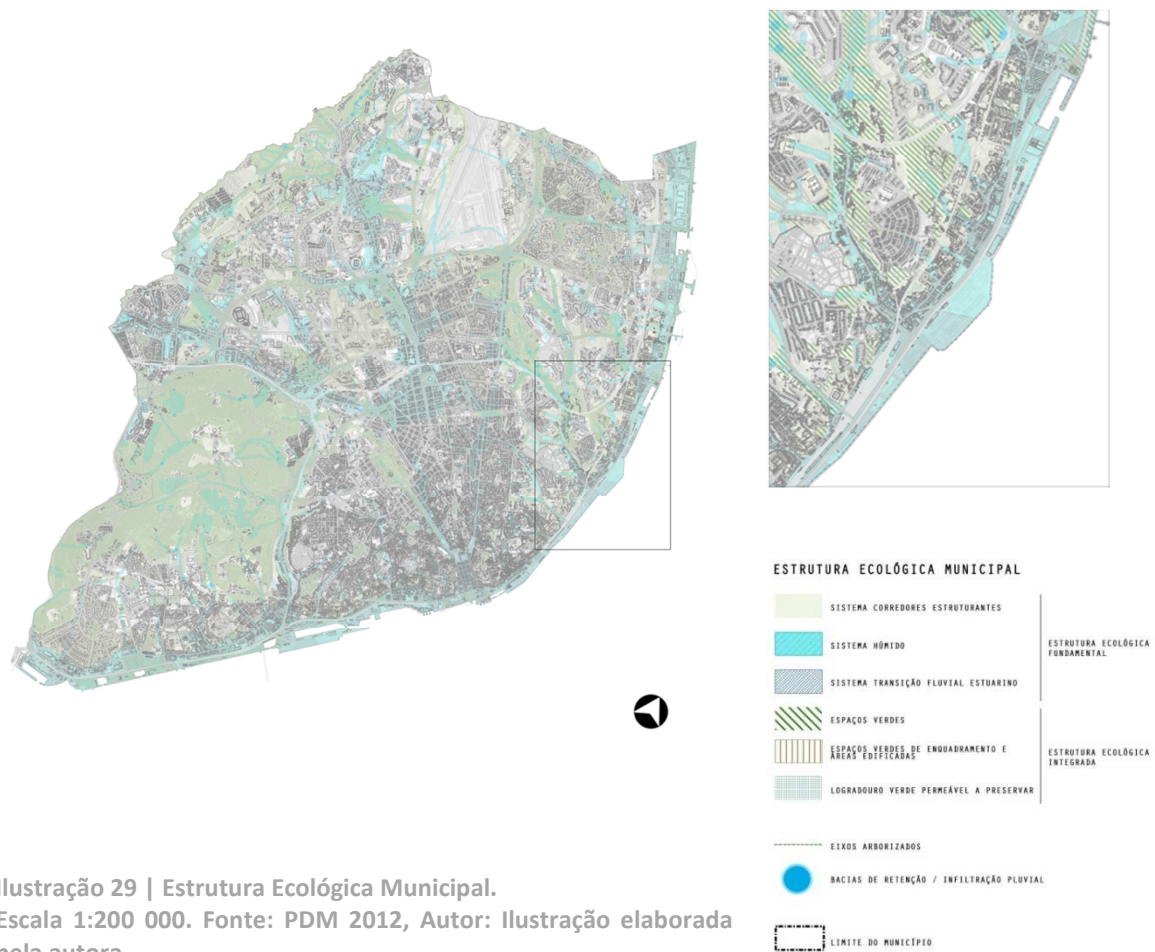 ESTRUTURA ECOLÓGICA MUNICIPAL
SISTEMA CORREDORES ESTRUTURANTES
SISTEMA HÚMIDO
ESTRUTURA ECOLÓGICA
FUNDAMENTAL
SISTEMA TRANSIÇÃO FLUVIAL ESTUARINO
ESPAÇOS VERDES
ESPAÇOS VERDES DE ENQUADRAMENTO E
ÁREAS EDIFICADAS
ESTRUTURA ECOLÓGICA
INTEGRADA
LOGRADOURO VERDE PERMEÁVEL A PRESERVAR
EIXOS ARBORIZADOS
BACIAS DE RETENÇÃO / INFILTRAÇÃO PLUVIAL
LIMITE DO MUNICÍPIO
Ilustração 29 | Estrutura Ecológica Municipal.
Escala 1:200 000. Fonte: PDM 2012, Autor: Ilustração elaborada
pela autora